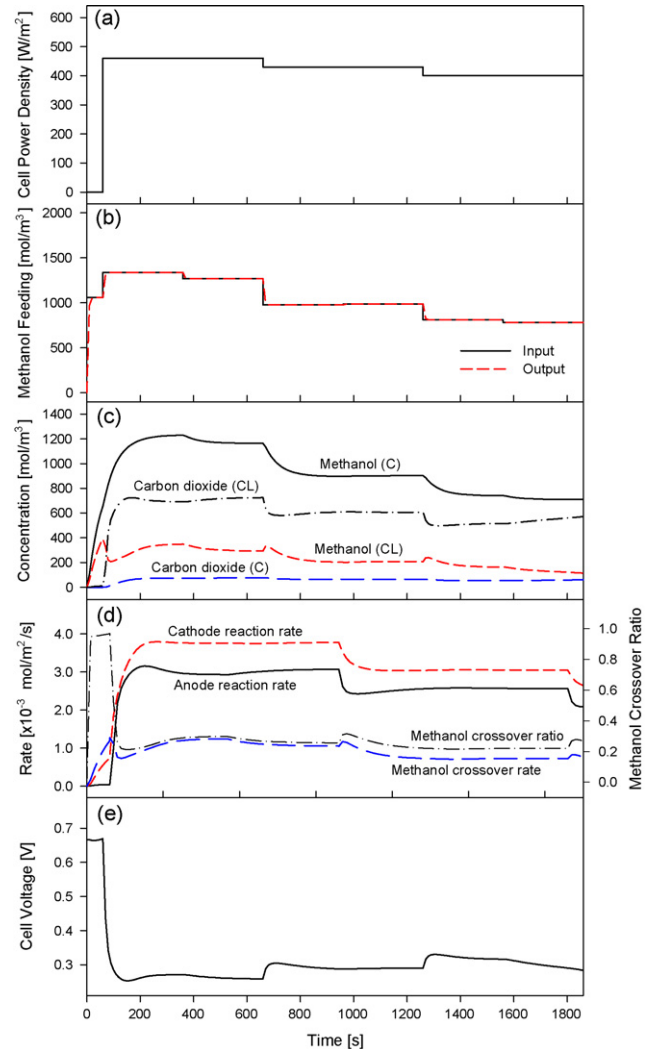 (a)
Cell Power Density [W/m²]
600
500
400
300
200
100
0
(b)
Methanol Feeding [mol/m³]
2000
1500
1000
500
0
Input
Output
(c)
Concentration [mol/m³]
1400
1200
1000
800
600
400
200
0
Methanol (C)
Carbon dioxide (CL)
Methanol (CL)
Carbon dioxide (C)
(d)
Rate [x10⁻³ mol/m²/s]
4.0
3.0
2.0
1.0
0.0
Cathode reaction rate
Anode reaction rate
Methanol crossover ratio
Methanol crossover rate
1.0
0.8
0.6
0.4
0.2
0.0
Methanol Crossover Ratio
(e)
Cell Voltage [V]
0.7
0.6
0.5
0.4
0.3
0 200 400 600 800 1000 1200 1400 1600 1800
Time [s]